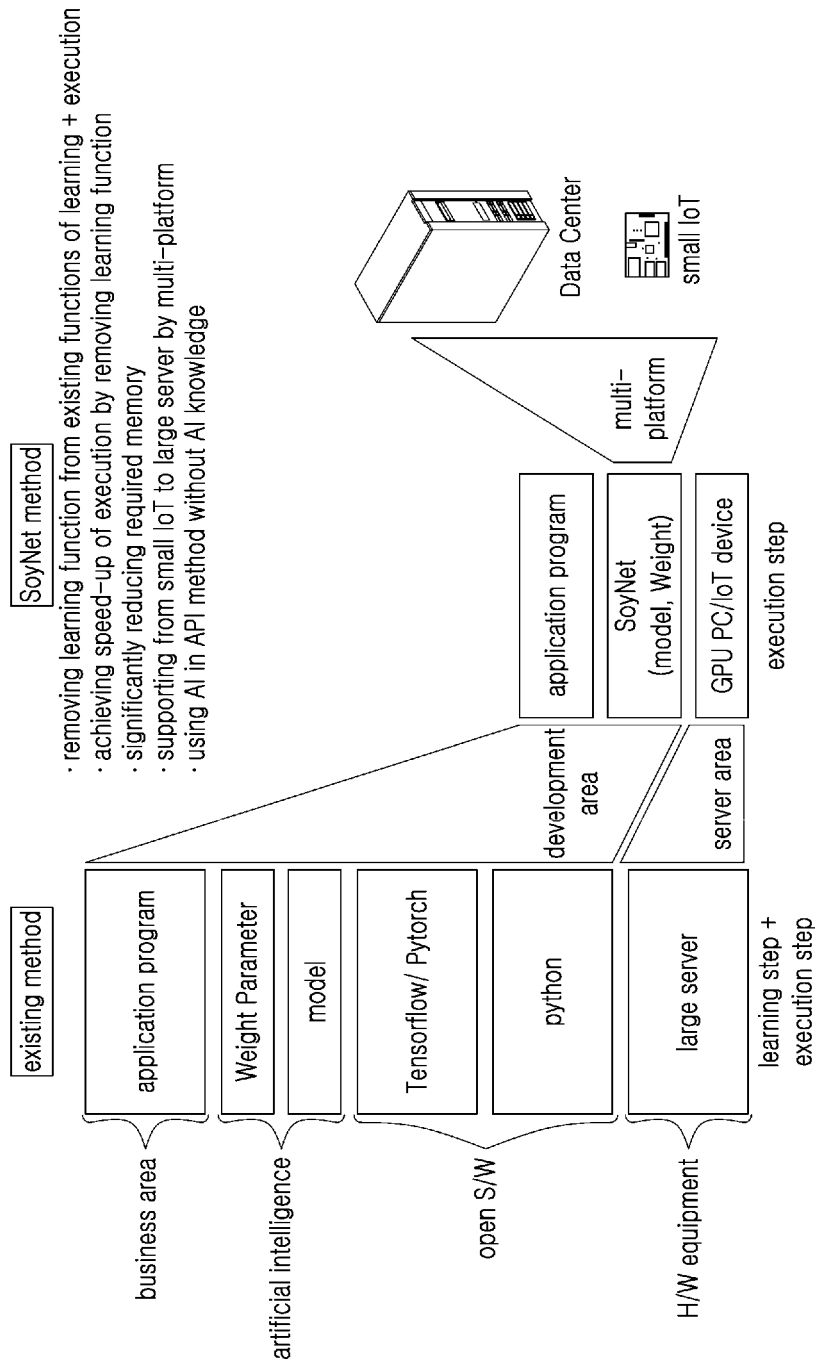 existing method
SoyNet method
· removing learning function from existing functions of learning + execution
· achieving speed-up of execution by removing learning function
· significantly reducing required memory
· supporting from small IoT to large server by multi-platform
· using AI in API method without AI knowledge
business area
application program
artificial intelligence
Weight Parameter
model
open S/W
Tensorflow/ Pytorch
python
H/W equipment
large server
learning step +
execution step
development
area
server area
application program
SoyNet
(model, Weight)
GPU PC/IoT device
execution step
multi-
platform
Data Center
small IoT